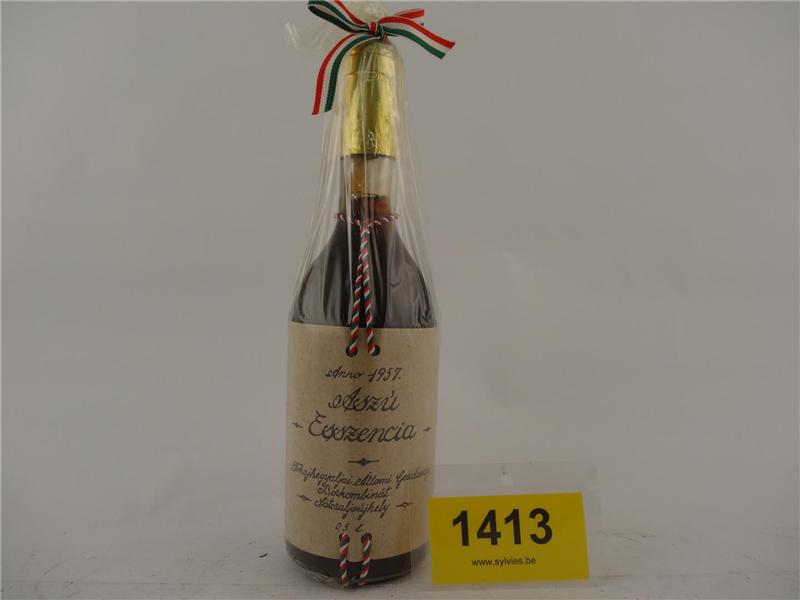 Anno 1957.
Aszú
Esszencia
Tokajhegyaljai Állami Gazdaság
Borkombinát
Sátoraljaújhely
0.5 l
1413
www.sylvies.be